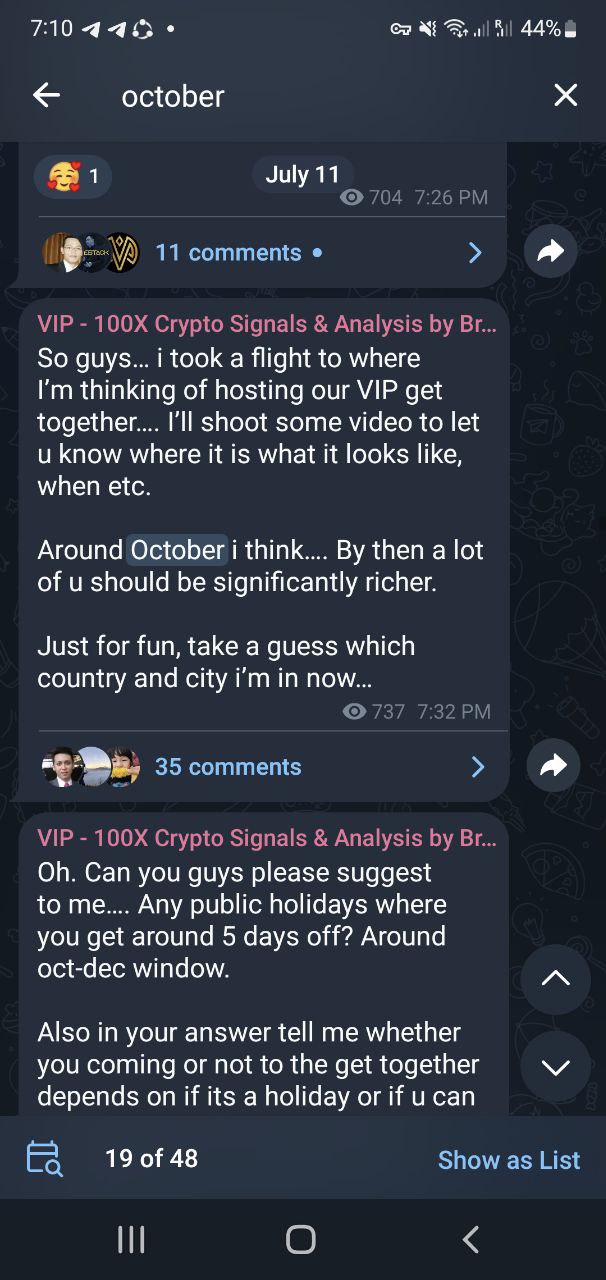 7:10
44%
october
1
July 11
704 7:26 PM
11 comments
VIP - 100X Crypto Signals & Analysis by Br...
So guys... i took a flight to where
I'm thinking of hosting our VIP get
together.... I'll shoot some video to let
u know where it is what it looks like,
when etc.
Around October i think.... By then a lot
of u should be significantly richer.
Just for fun, take a guess which
country and city i'm in now...
737 7:32 PM
35 comments
VIP - 100X Crypto Signals & Analysis by Br...
Oh. Can you guys please suggest
to me.... Any public holidays where
you get around 5 days off? Around
oct-dec window.
Also in your answer tell me whether
you coming or not to the get together
depends on if its a holiday or if u can
19 of 48
Show as List